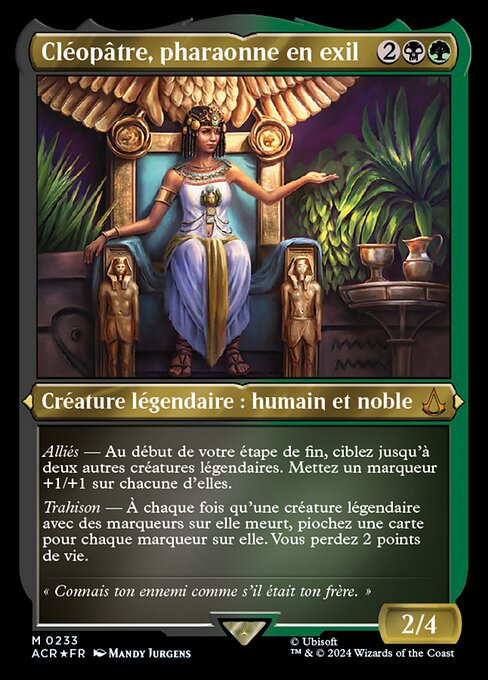 Cléopâtre, pharaonne en exil 2
Créature légendaire : humain et noble
Alliés — Au début de votre étape de fin, ciblez jusqu'à
deux autres créatures légendaires. Mettez un marqueur
+1/+1 sur chacune d'elles.
Trahison — À chaque fois qu'une créature légendaire
avec des marqueurs sur elle meurt, piochez une carte
pour chaque marqueur sur elle. Vous perdez 2 points
de vie.
« Connais ton ennemi comme s'il était ton frère. »
2/4
M 0233
ACR★FR Mandy Jurgens
© Ubisoft
™ & © 2024 Wizards of the Coast